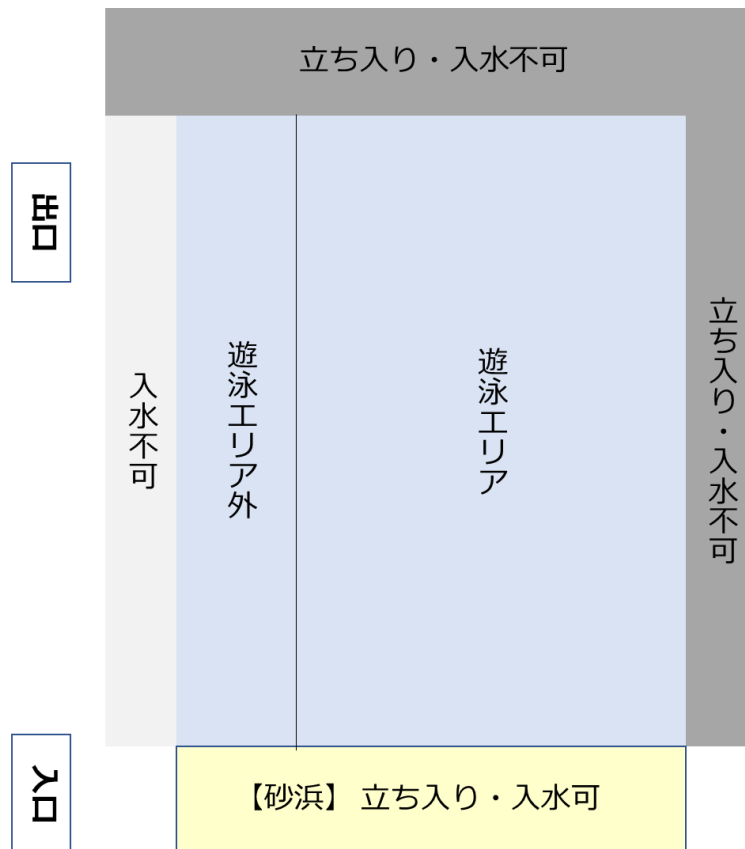 立ち入り・入水不可
出口
入水不可
遊泳エリア外
遊泳エリア
立ち入り・入水不可
入口
【砂浜】 立ち入り・入水可